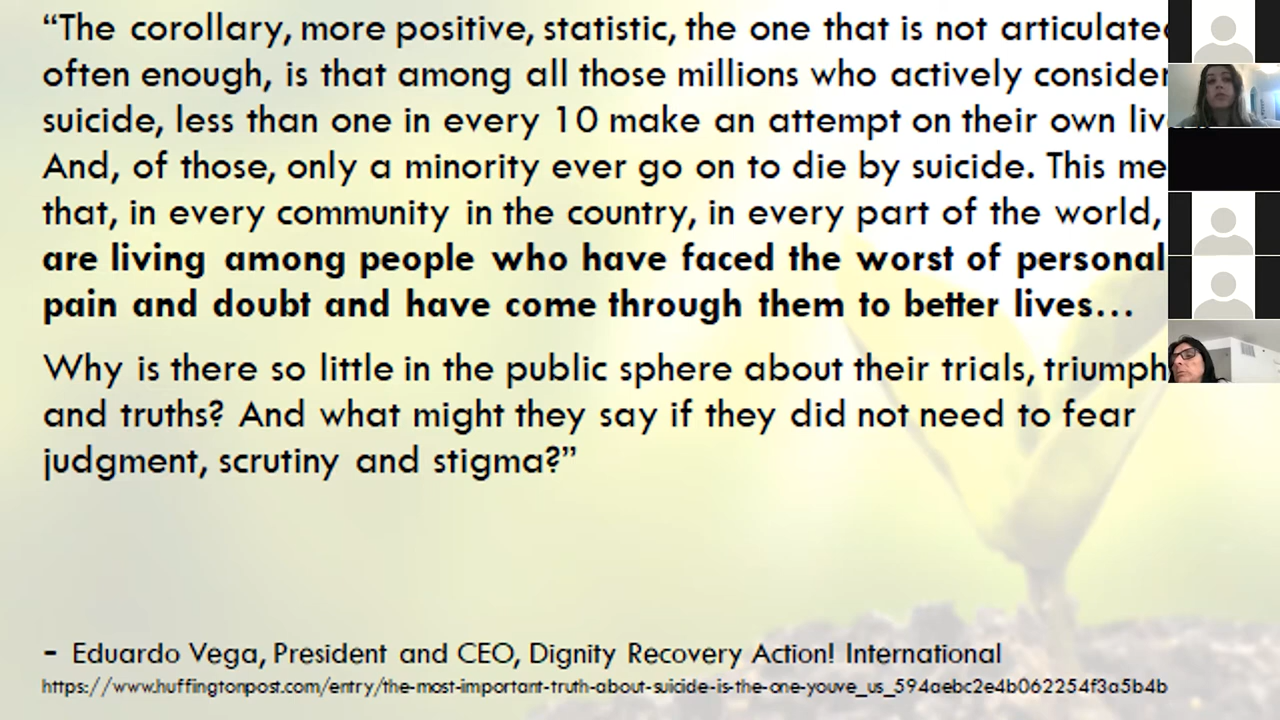 “The corollary, more positive, statistic, the one that is not articulated
often enough, is that among all those millions who actively consider
suicide, less than one in every 10 make an attempt on their own
And, of those, only a minority ever go on to die by suicide. This
that, in every community in the country, in every part of the world,
are living among people who have faced the worst of personal
pain and doubt and have come through them to better lives…
Why is there so little in the public sphere about their trials,
and truths? And what might they say if they did not need to fear
judgment, scrutiny and stigma?”
- Eduardo Vega, President and CEO, Dignity Recovery Action! International
https://www.huffingtonpost.com/entry/the-most-important-truth-about-suicide-is-the-one-youve_us_594aebc2e4b062254f3a5b4b